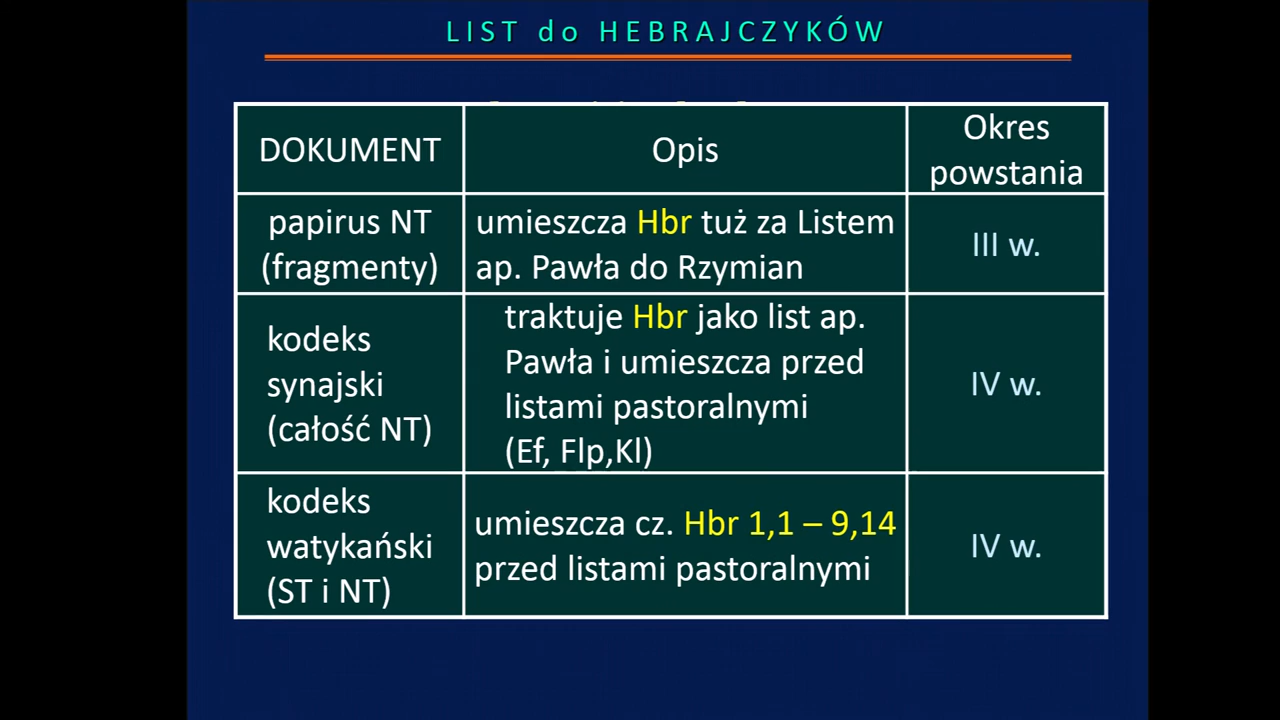 LIST do HEBRAJCZYKÓW
DOKUMENT
Opis
Okres
powstania
papirus NT
(fragmenty)
umieszcza Hbr tuż za Listem
ap. Pawła do Rzymian
III w.
kodeks
synajski
(całość NT)
traktuje Hbr jako list ap.
Pawła i umieszcza przed
listami pastoralnymi
(Ef, Flp,Kl)
IV w.
kodeks
watykański
(ST i NT)
umieszcza cz. Hbr 1,1 – 9,14
przed listami pastoralnymi
IV w.